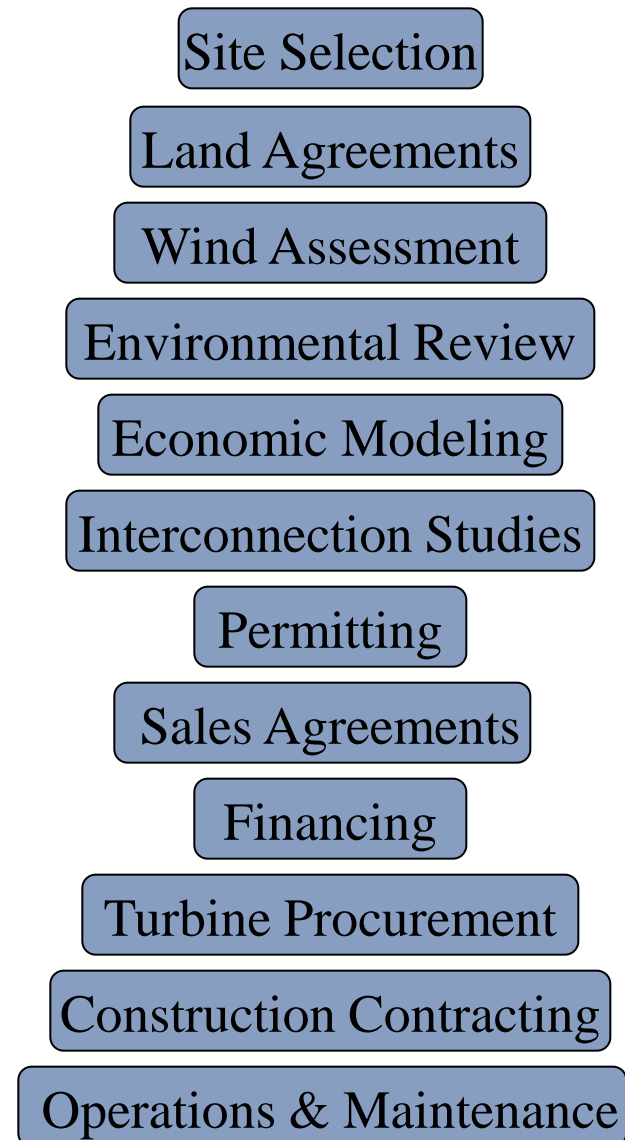 Site Selection
Land Agreements
Wind Assessment
Environmental Review
Economic Modeling
Interconnection Studies
Permitting
Sales Agreements
Financing
Turbine Procurement
Construction Contracting
Operations & Maintenance